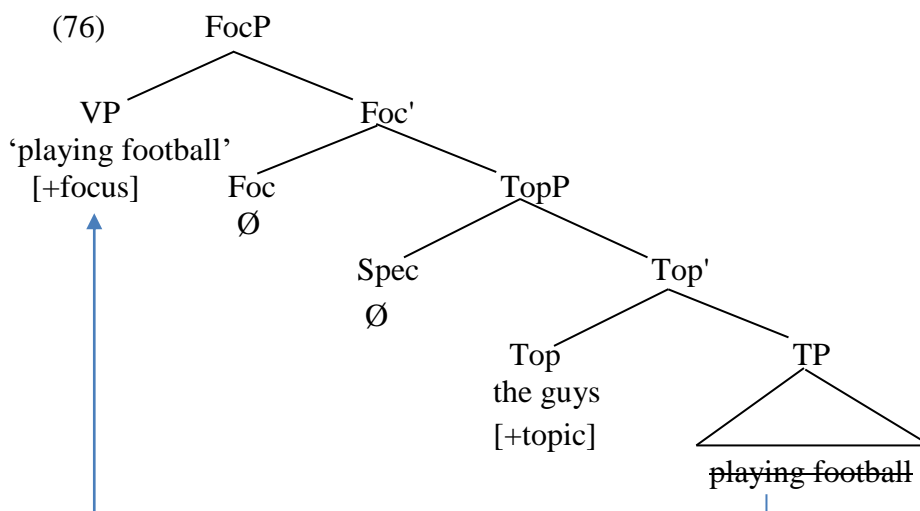 (76) FocP
VP Foc'
‘playing football’
[+focus] Foc TopP
Ø
Spec Top'
Ø
Top TP
the guys
[+topic]
playing football